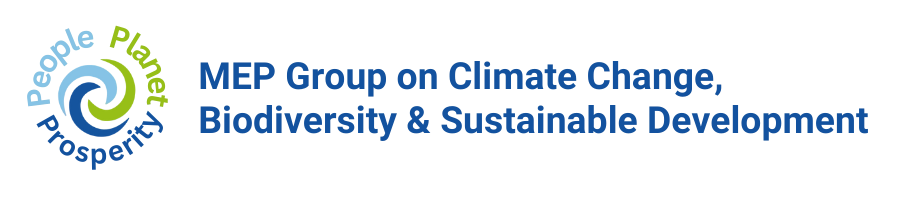 People Planet
Prosperity
MEP Group on Climate Change,
Biodiversity & Sustainable Development